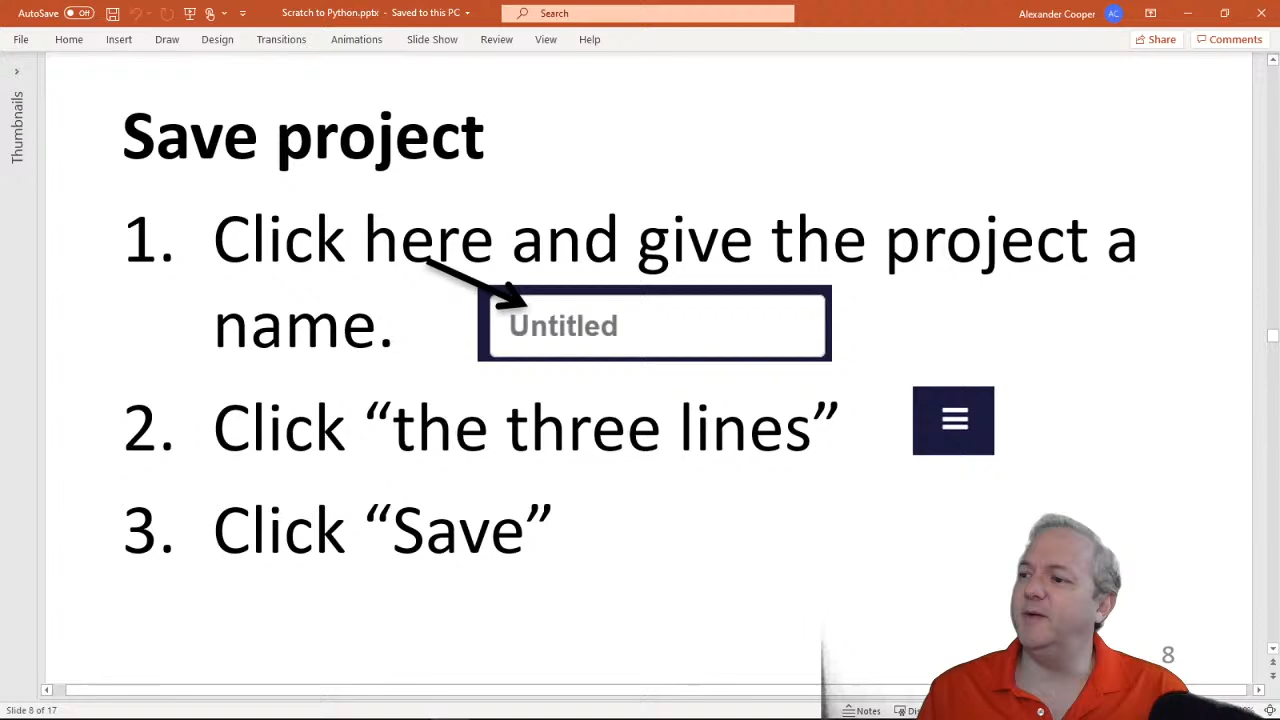 AutoSave Off Scratch to Python.pptx - Saved to this PC Search Alexander Cooper AC
File Home Insert Draw Design Transitions Animations Slide Show Review View Help Share Comments
Thumbnails
Save project
1. Click here and give the project a
name.
Untitled
2. Click “the three lines”
3. Click “Save”
8
Slide 8 of 17 Notes